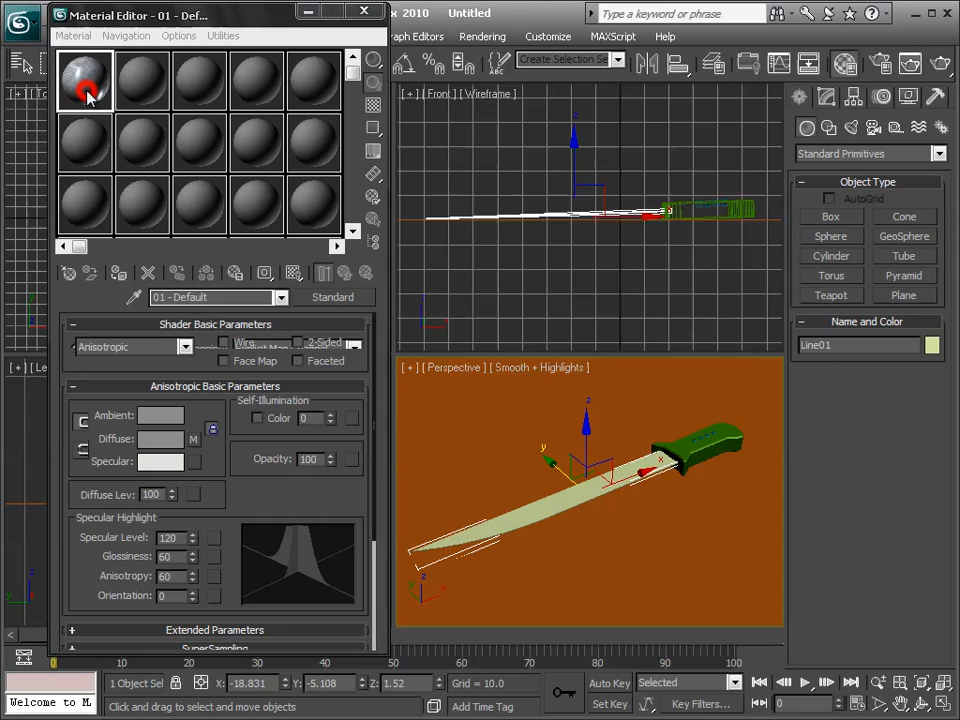 Material Editor - 01 - Def...
2010 Untitled
Type a keyword or phrase
Material Navigation Options Utilities
ph Editors Rendering Customize MAXScript Help
Create Selection Se
[ + ] [ Front ] [ Wireframe ]
Standard Primitives
Object Type
AutoGrid
Box Cone
Sphere GeoSphere
Cylinder Tube
Torus Pyramid
Teapot Plane
Name and Color
Line01
01 - Default Standard
Shader Basic Parameters
Anisotropic Wire 2-Sided
Face Map Faceted
Anisotropic Basic Parameters
Self-Illumination
Ambient: Color 0
Diffuse: M
Specular: Opacity: 100
Diffuse Lev: 100
Specular Highlight
Specular Level: 120
Glossiness: 60
Anisotropy: 60
Orientation: 0
Extended Parameters
SuperSampling
[ + ] [ Perspective ] [ Smooth + Highlights ]
z
y
x
0 10 20 30 40 50 60 70 80 90 100
1 Object Sel X: -18.831 Y: -5.108 Z: 1.52 Grid = 10.0 Auto Key Selected
Welcome to M Click and drag to select and move objects Add Time Tag Set Key Key Filters... 0